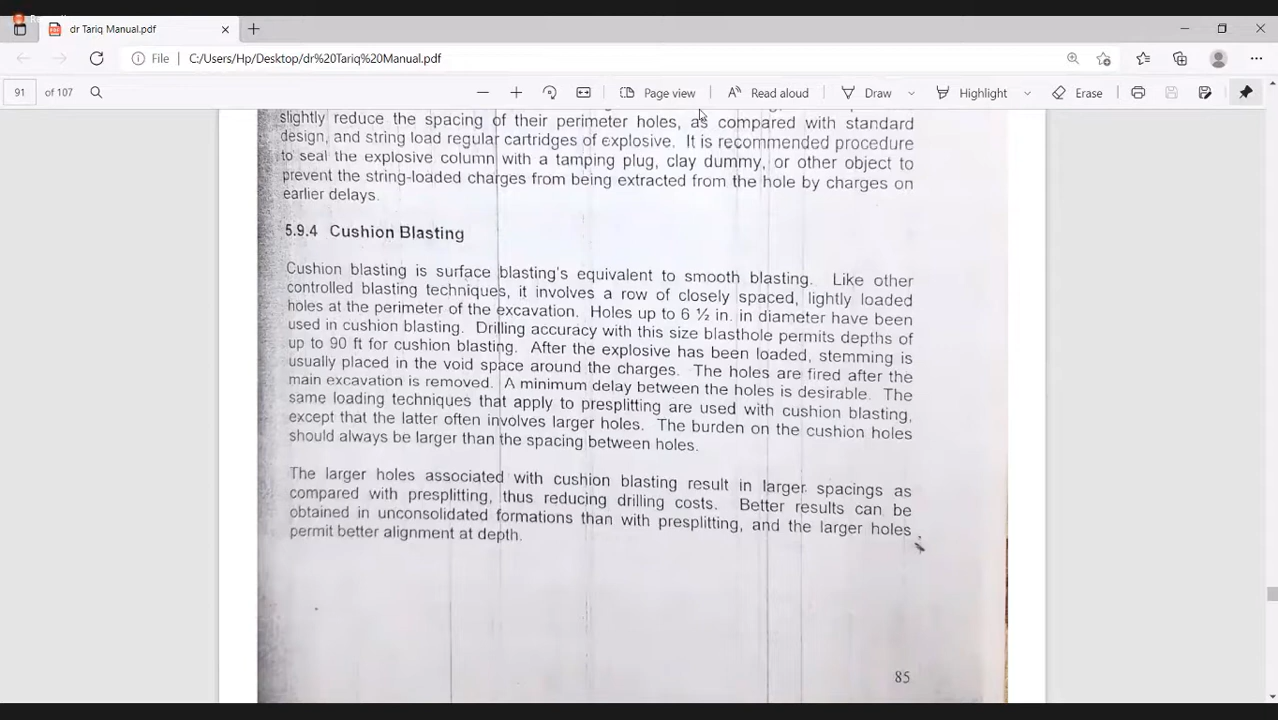 dr Tariq Manual.pdf
File C:/Users/Hp/Desktop/dr%20Tariq%20Manual.pdf
91 of 107 Page view Read aloud Draw Highlight Erase
slightly reduce the spacing of their perimeter holes, as compared with standard
design, and string load regular cartridges of explosive. It is recommended procedure
to seal the explosive column with a tamping plug, clay dummy, or other object to
prevent the string-loaded charges from being extracted from the hole by charges on
earlier delays.
5.9.4 Cushion Blasting
Cushion blasting is surface blasting's equivalent to smooth blasting. Like other
controlled blasting techniques, it involves a row of closely spaced, lightly loaded
holes at the perimeter of the excavation. Holes up to 6 ½ in. in diameter have been
used in cushion blasting. Drilling accuracy with this size blasthole permits depths of
up to 90 ft for cushion blasting. After the explosive has been loaded, stemming is
usually placed in the void space around the charges. The holes are fired after the
main excavation is removed. A minimum delay between the holes is desirable. The
same loading techniques that apply to presplitting are used with cushion blasting,
except that the latter often involves larger holes. The burden on the cushion holes
should always be larger than the spacing between holes.
The larger holes associated with cushion blasting result in larger spacings as
compared with presplitting, thus reducing drilling costs. Better results can be
obtained in unconsolidated formations than with presplitting, and the larger holes
permit better alignment at depth.
85